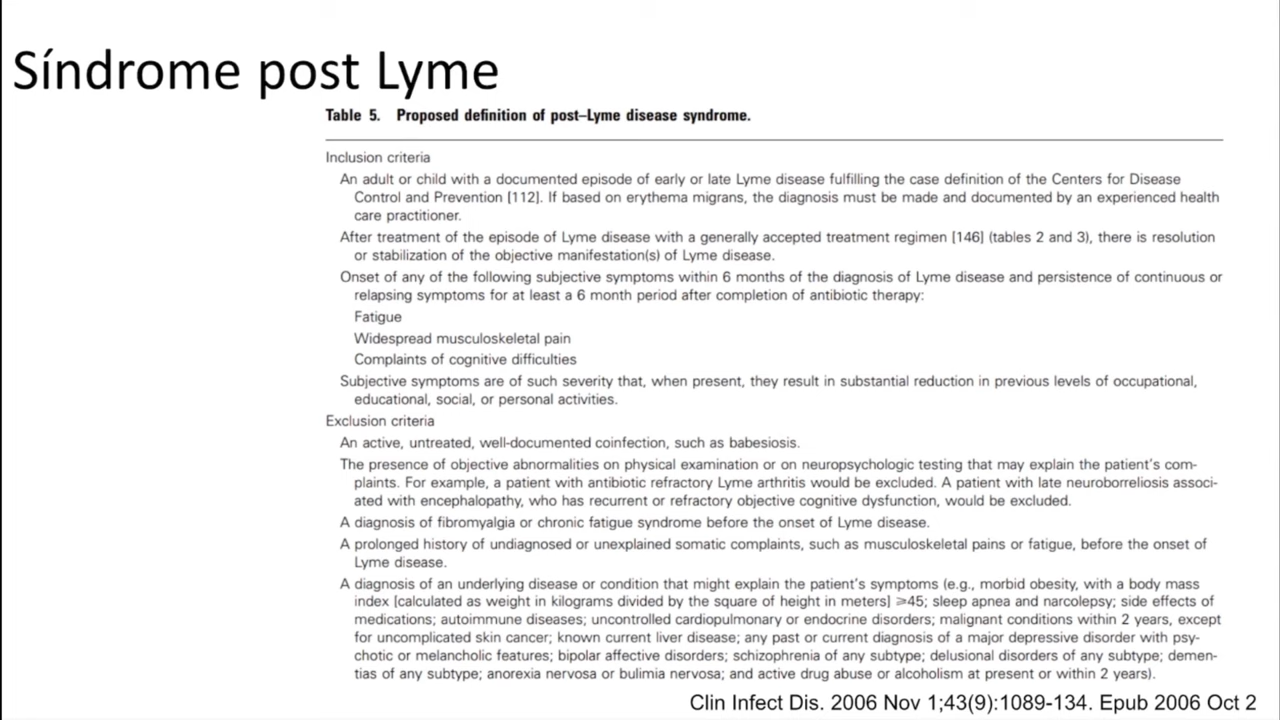 Síndrome post Lyme
Table 5. Proposed definition of post–Lyme disease syndrome.
Inclusion criteria
An adult or child with a documented episode of early or late Lyme disease fulfilling the case definition of the Centers for Disease
Control and Prevention [112]. If based on erythema migrans, the diagnosis must be made and documented by an experienced health
care practitioner.
After treatment of the episode of Lyme disease with a generally accepted treatment regimen [146] (tables 2 and 3), there is resolution
or stabilization of the objective manifestation(s) of Lyme disease.
Onset of any of the following subjective symptoms within 6 months of the diagnosis of Lyme disease and persistence of continuous or
relapsing symptoms for at least a 6 month period after completion of antibiotic therapy:
Fatigue
Widespread musculoskeletal pain
Complaints of cognitive difficulties
Subjective symptoms are of such severity that, when present, they result in substantial reduction in previous levels of occupational,
educational, social, or personal activities.
Exclusion criteria
An active, untreated, well-documented coinfection, such as babesiosis.
The presence of objective abnormalities on physical examination or on neuropsychologic testing that may explain the patient's com-
plaints. For example, a patient with antibiotic refractory Lyme arthritis would be excluded. A patient with late neuroborreliosis associ-
ated with encephalopathy, who has recurrent or refractory objective cognitive dysfunction, would be excluded.
A diagnosis of fibromyalgia or chronic fatigue syndrome before the onset of Lyme disease.
A prolonged history of undiagnosed or unexplained somatic complaints, such as musculoskeletal pains or fatigue, before the onset of
Lyme disease.
A diagnosis of an underlying disease or condition that might explain the patient's symptoms (e.g., morbid obesity, with a body mass
index [calculated as weight in kilograms divided by the square of height in meters] ⩾45; sleep apnea and narcolepsy; side effects of
medications; autoimmune diseases; uncontrolled cardiopulmonary or endocrine disorders; malignant conditions within 2 years, except
for uncomplicated skin cancer; known current liver disease; any past or current diagnosis of a major depressive disorder with psy-
chotic or melancholic features; bipolar affective disorders; schizophrenia of any subtype; delusional disorders of any subtype; demen-
tias of any subtype; anorexia nervosa or bulimia nervosa; and active drug abuse or alcoholism at present or within 2 years).
Clin Infect Dis. 2006 Nov 1;43(9):1089-134. Epub 2006 Oct 2